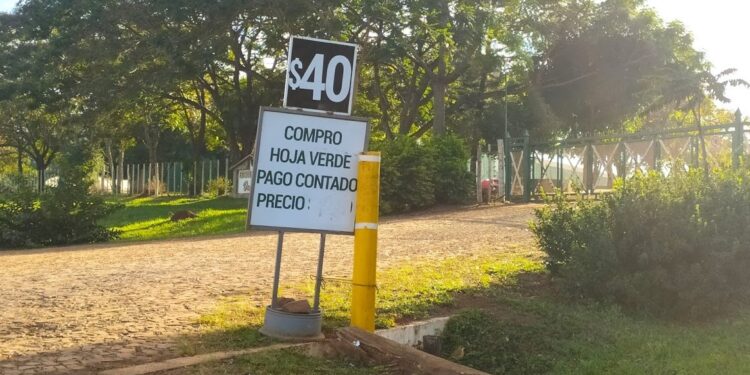 $40
COMPRO
HOJA VERDE
PAGO CONTADO
PRECIO